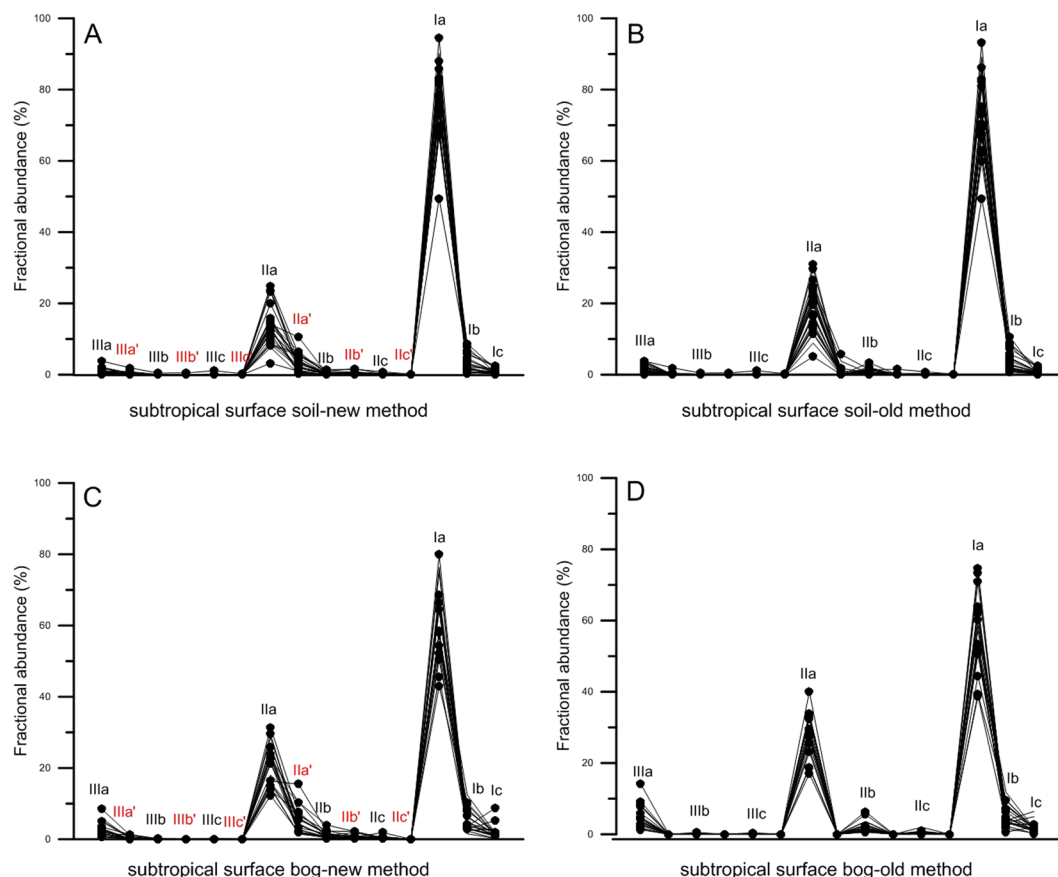 A
Fractional abundance (%)
100
80
60
40
20
0
IIIa
IIIa'
IIIb
IIIb'
IIIc
IIIc'
IIa
IIa'
IIb
IIb'
IIc
IIc'
Ia
Ib
Ic
subtropical surface soil-new method
B
Fractional abundance (%)
100
80
60
40
20
0
IIIa
IIIb
IIIc
IIa
IIb
IIc
Ia
Ib
Ic
subtropical surface soil-old method
C
Fractional abundance (%)
100
80
60
40
20
0
IIIa
IIIa'
IIIb
IIIb'
IIIc
IIIc'
IIa
IIa'
IIb
IIb'
IIc
IIc'
Ia
Ib
Ic
subtropical surface bog-new method
D
Fractional abundance (%)
100
80
60
40
20
0
IIIa
IIIb
IIIc
IIa
IIb
IIc
Ia
Ib
Ic
subtropical surface bog-old method